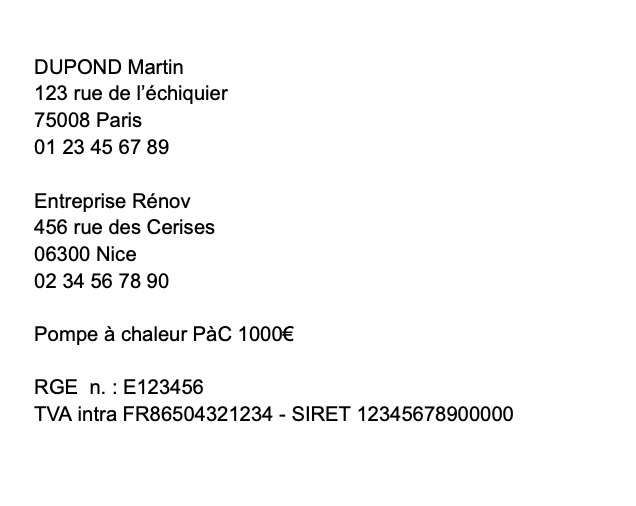 DUPOND Martin
123 rue de l’échiquier
75008 Paris
01 23 45 67 89
Entreprise Rénov
456 rue des Cerises
06300 Nice
02 34 56 78 90
Pompe à chaleur PàC 1000€
RGE  n. : E123456
TVA intra FR86504321234 - SIRET 12345678900000